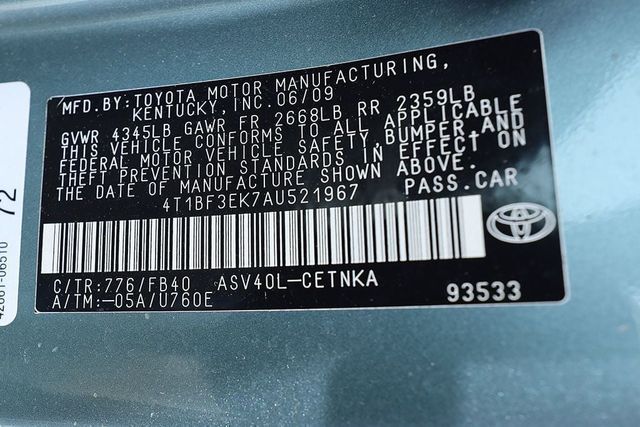 MFD.BY:TOYOTA MOTOR MANUFACTURING,
KENTUCKY, INC.06/09
GVWR 4345LB GAWR FR 2668LB RR 2359LB
THIS VEHICLE CONFORMS TO ALL APPLICABLE
FEDERAL MOTOR VEHICLE SAFETY,BUMPER,AND
THEFT PREVENTION STANDARDS IN EFFECT ON
THE DATE OF MANUFACTURE SHOWN ABOVE.
4T1BF3EK7AU521967 PASS.CAR
C/TR:776/FB40 ASV40L-CETNKA
A/TM:-05A/U760E
93533
72